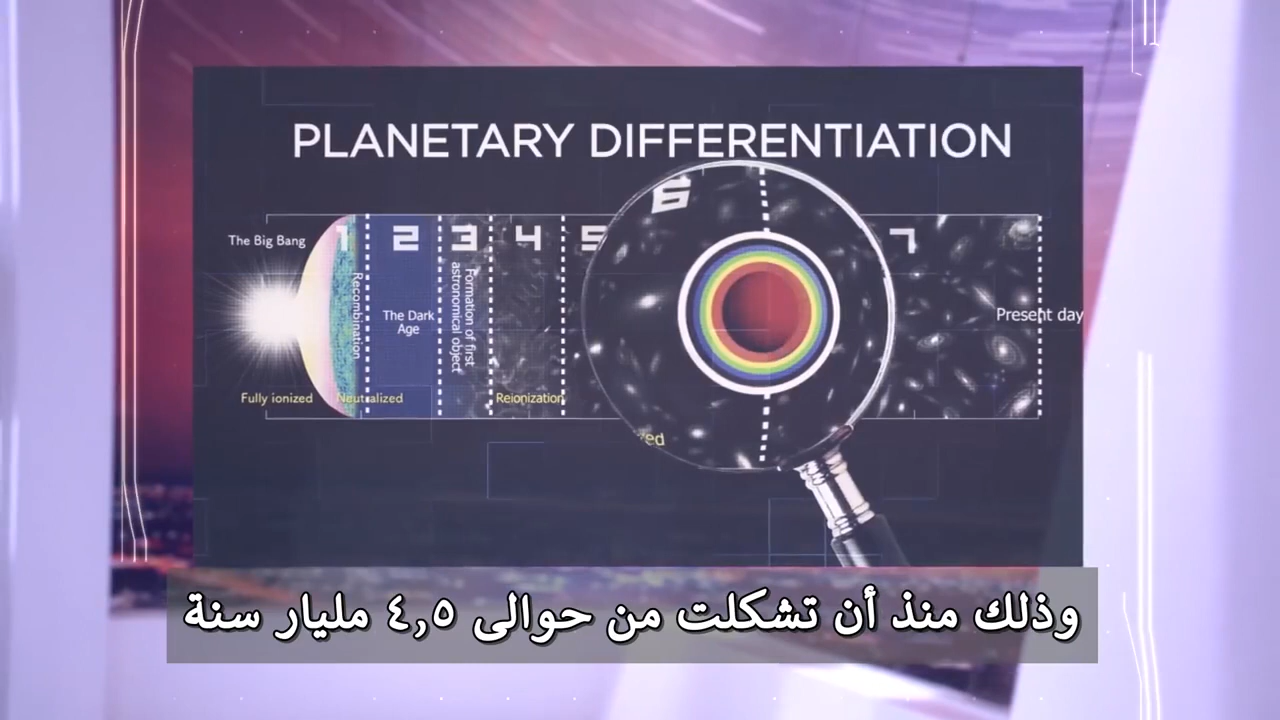 PLANETARY DIFFERENTIATION
1 2 3 4 5 6 7
The Big Bang
Recombination
The Dark
Age
Formation of first
astronomical object
Present day
Fully ionized
Neutralized
Reionization
وذلك منذ أن تشكلت من حوالى ٤٫٥ مليار سنة